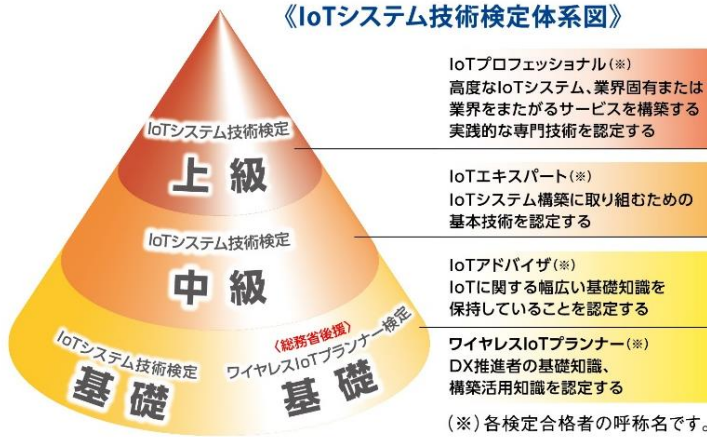 《IoTシステム技術検定体系図》
IoTシステム技術検定
上級
IoTシステム技術検定
中級
IoTシステム技術検定
基礎
〈総務省後援〉
ワイヤレスIoTプランナー検定
基礎
IoTプロフェッショナル(※)
高度なIoTシステム、業界固有または
業界をまたがるサービスを構築する
実践的な専門技術を認定する
IoTエキスパート(※)
IoTシステム構築に取り組むための
基本技術を認定する
IoTアドバイザ(※)
IoTに関する幅広い基礎知識を
保持していることを認定する
ワイヤレスIoTプランナー(※)
DX推進者の基礎知識、
構築活用知識を認定する
(※)各検定合格者の呼称名です。